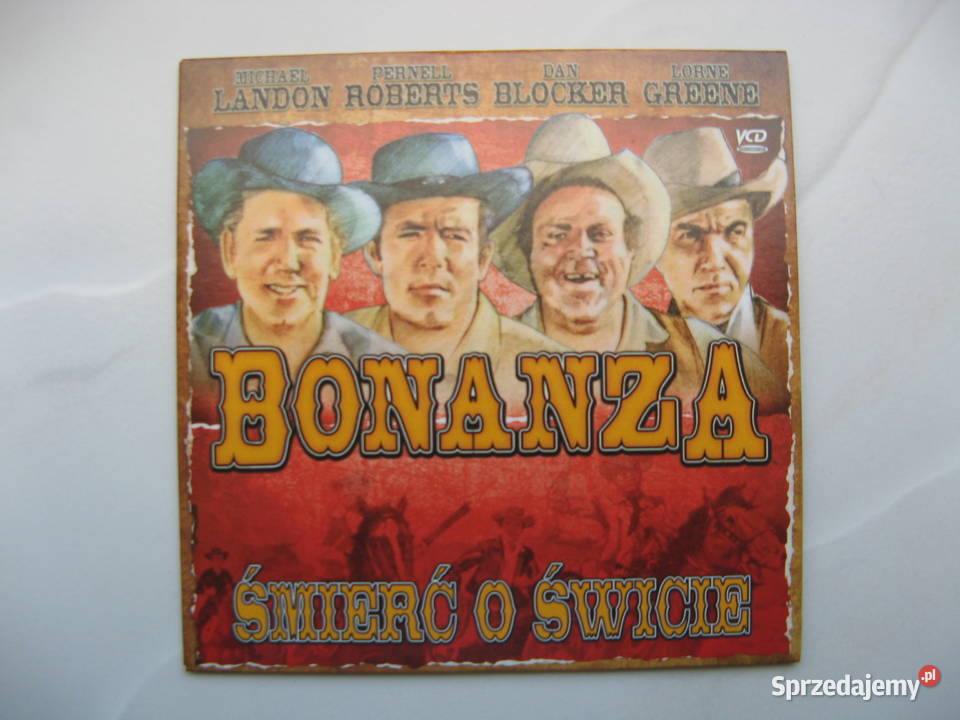 MICHAEL LANDON PERNELL ROBERTS DAN BLOCKER LORNE GREENE
VCD
BONANZA
ŚMIERĆ O ŚWICIE
Sprzedajemy.pl